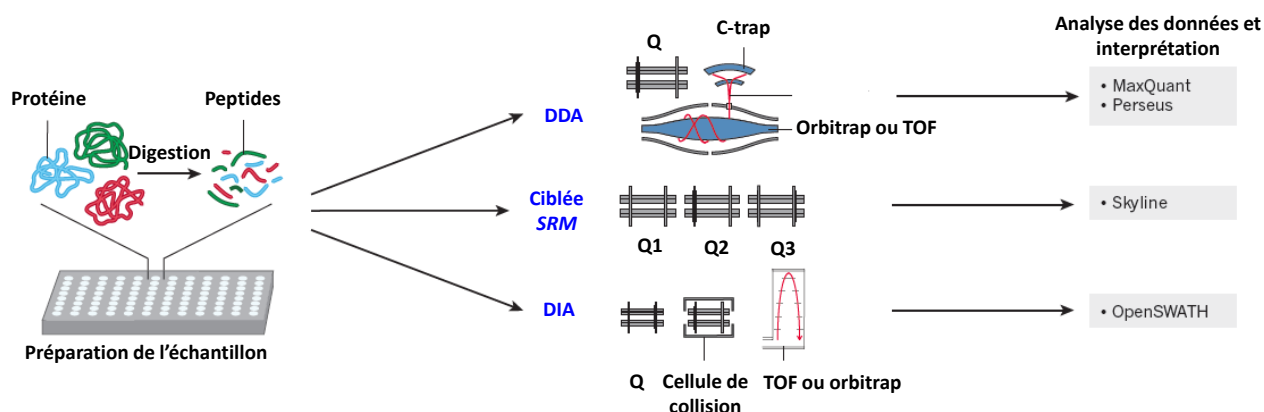 Protéine
Peptides
Digestion
Préparation de l’échantillon
DDA
Q
C-trap
Orbitrap ou TOF
Ciblée
SRM
Q1
Q2
Q3
DIA
Q
Cellule de
collision
TOF ou orbitrap
Analyse des données et
interprétation
• MaxQuant
• Perseus
• Skyline
• OpenSWATH